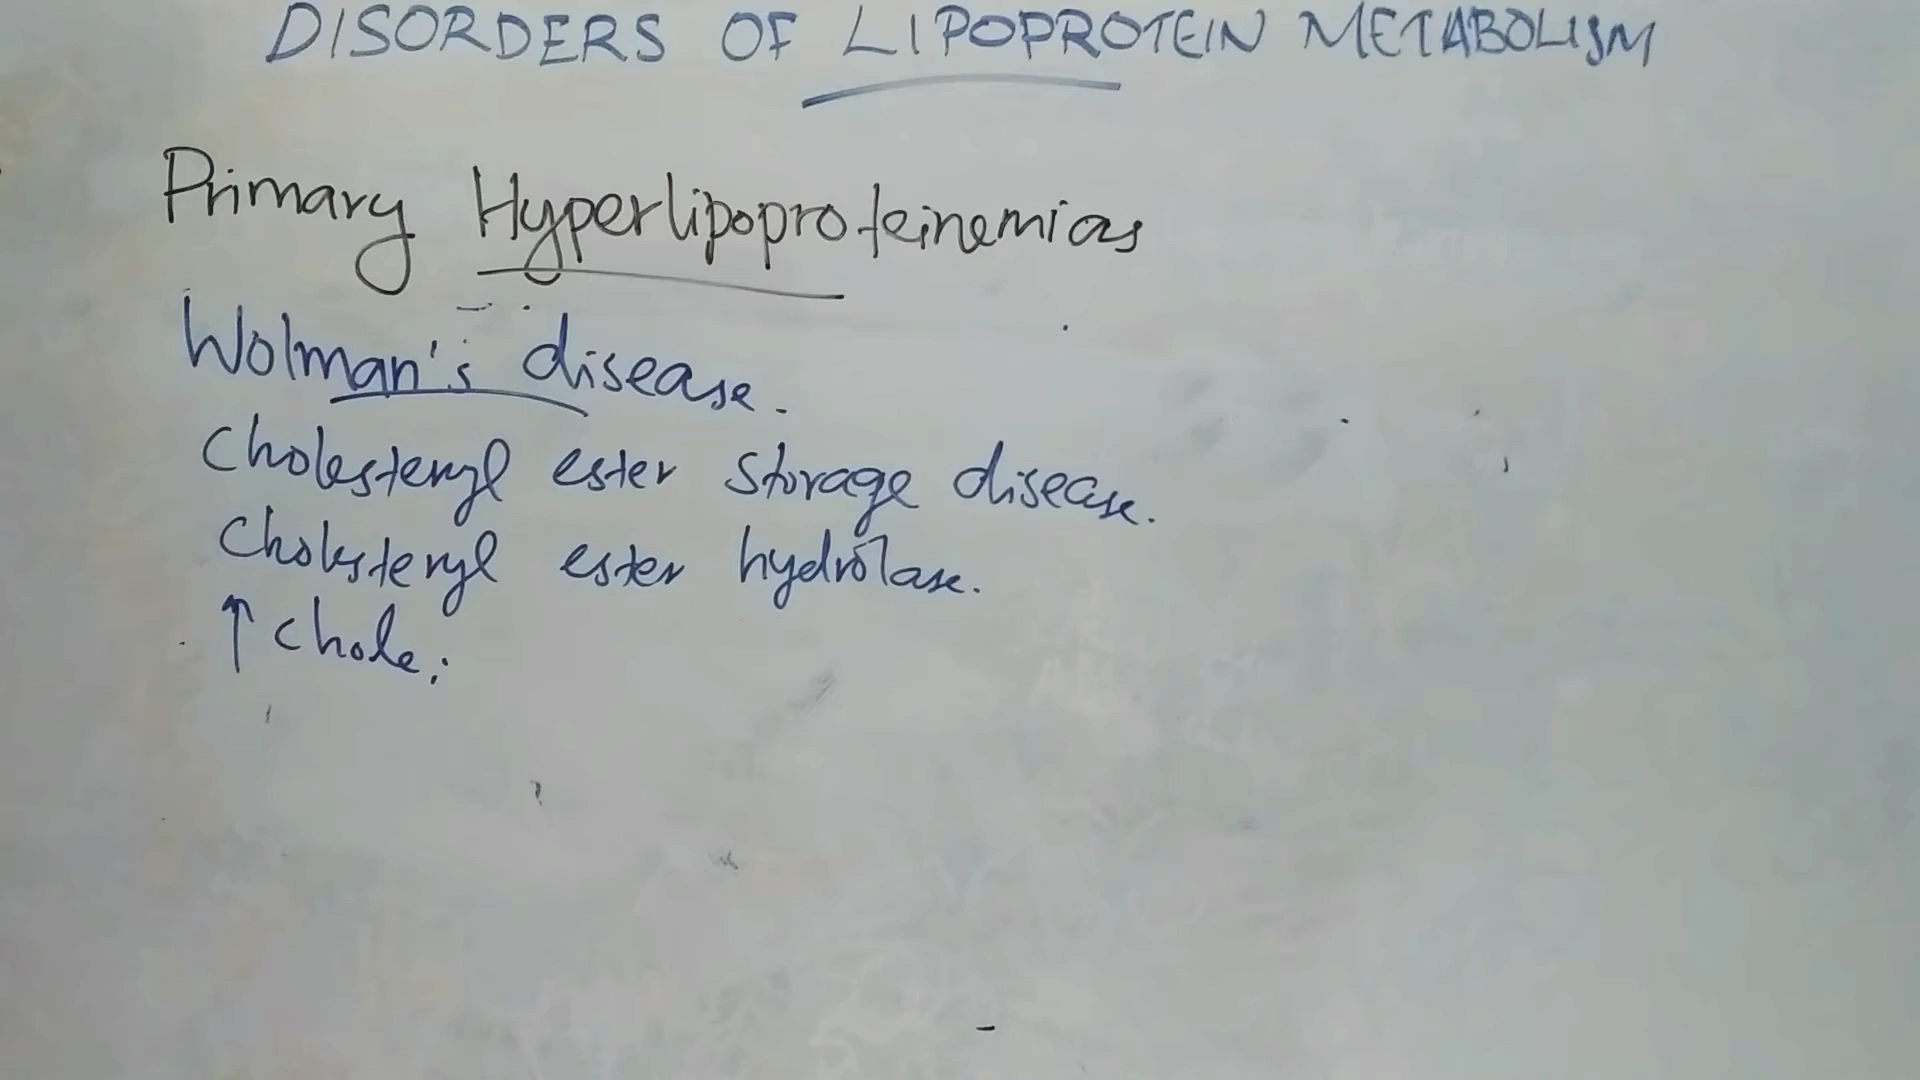 DISORDERS OF LIPOPROTEIN METABOLISM
Primary Hyperlipoproteinemias
Wolman's disease.
Cholesteryl ester storage disease.
Cholesteryl ester hydrolase.
↑ chole: